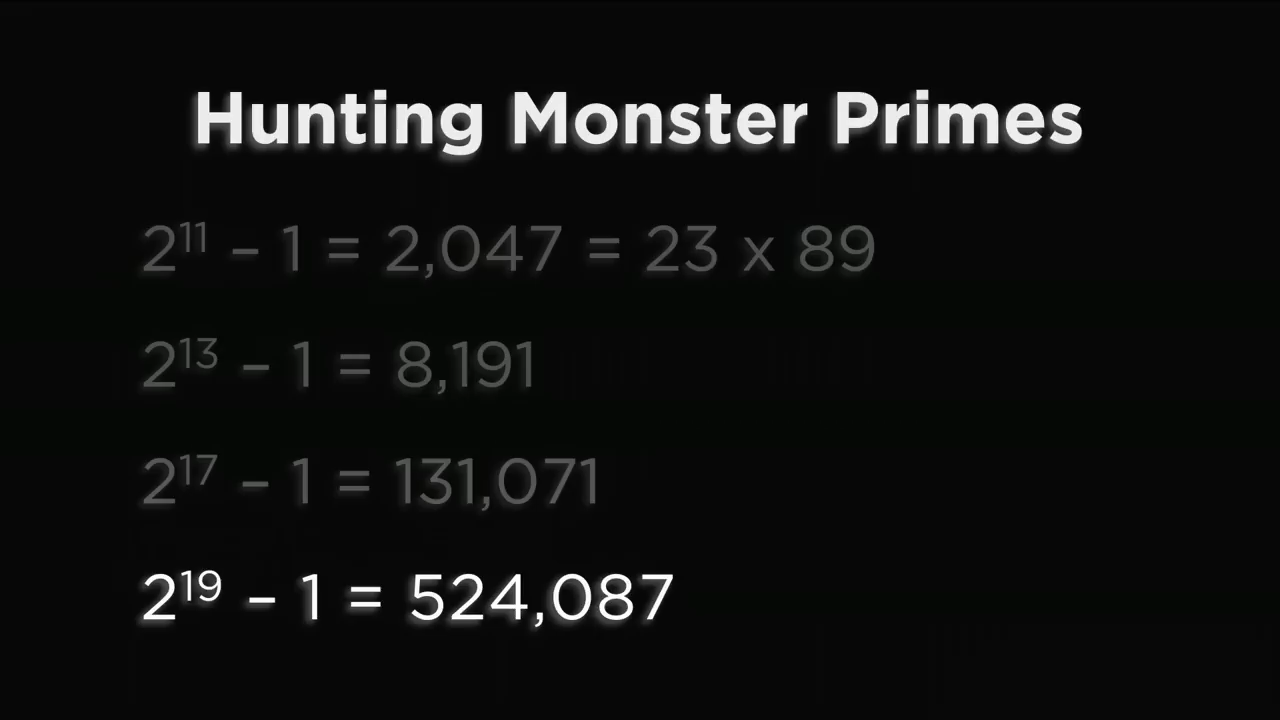 Hunting Monster Primes
2¹¹ – 1 = 2,047 = 23 x 89
2¹³ – 1 = 8,191
2¹⁷ – 1 = 131,071
2¹⁹ – 1 = 524,087